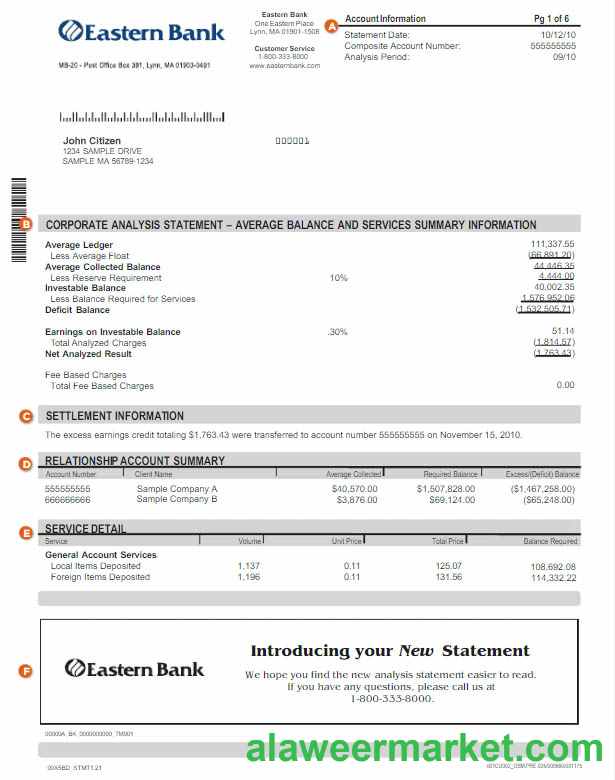 Eastern Bank
MB-20 - Post Office Box 391, Lynn, MA 01903-0491
Eastern Bank
One Eastern Place
Lynn, MA 01901-1508
Customer Service
1-800-333-8000
www.easternbank.com
A
Account Information Pg 1 of 6
Statement Date: 10/12/10
Composite Account Number: 555555555
Analysis Period: 09/10
John Citizen 000001
1234 SAMPLE DRIVE
SAMPLE MA 56789-1234
B CORPORATE ANALYSIS STATEMENT – AVERAGE BALANCE AND SERVICES SUMMARY INFORMATION
Average Ledger 111,337.55
Less Average Float (66,891.20)
Average Collected Balance 44,446.35
Less Reserve Requirement 10% 4,444.00
Investable Balance 40,002.35
Less Balance Required for Services 1,576,952.06
Deficit Balance (1,532,505.71)
Earnings on Investable Balance .30% 51.14
Total Analyzed Charges (1,814.57)
Net Analyzed Result (1,763.43)
Fee Based Charges
Total Fee Based Charges 0.00
C SETTLEMENT INFORMATION
The excess earnings credit totaling $1,763.43 were transferred to account number 555555555 on November 15, 2010.
D RELATIONSHIP ACCOUNT SUMMARY
Account Number Client Name Average Collected Required Balance Excess/(Deficit) Balance
555555555 Sample Company A $40,570.00 $1,507,828.00 ($1,467,258.00)
666666666 Sample Company B $3,876.00 $69,124.00 ($65,248.00)
E SERVICE DETAIL
Service Volume Unit Price Total Price Balance Required
General Account Services
Local Items Deposited 1,137 0.11 125.07 108,692.08
Foreign Items Deposited 1,196 0.11 131.56 114,332.22
F
Eastern Bank
Introducing your New Statement
We hope you find the new analysis statement easier to read.
If you have any questions, please call us at
1-800-333-8000.
00000A_BK_0000000000_TM001
alaweermarket.com